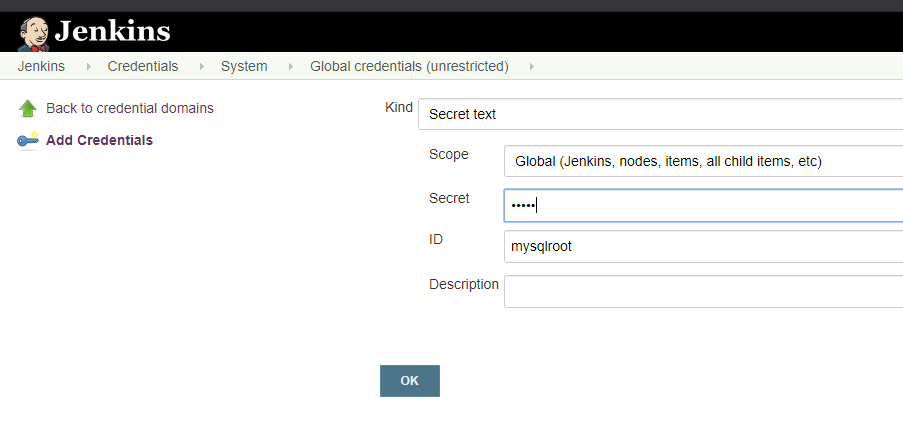 Jenkins
Jenkins Credentials System Global credentials (unrestricted)
Back to credential domains
Add Credentials
Kind Secret text
Scope Global (Jenkins, nodes, items, all child items, etc)
Secret •••••
ID mysqlroot
Description
OK